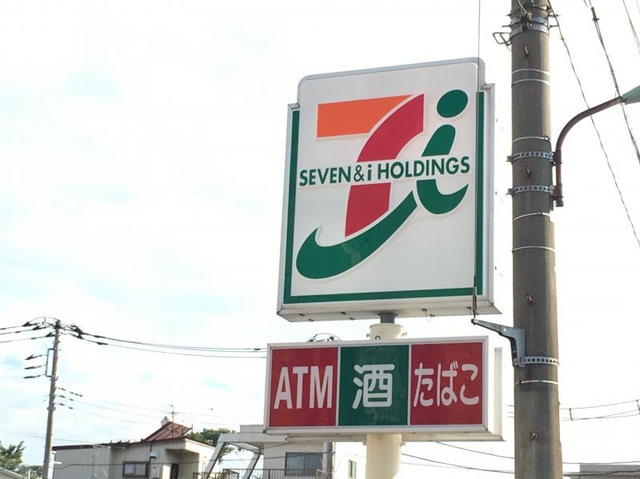 SEVEN&i HOLDINGS
ATM 酒 たばこ